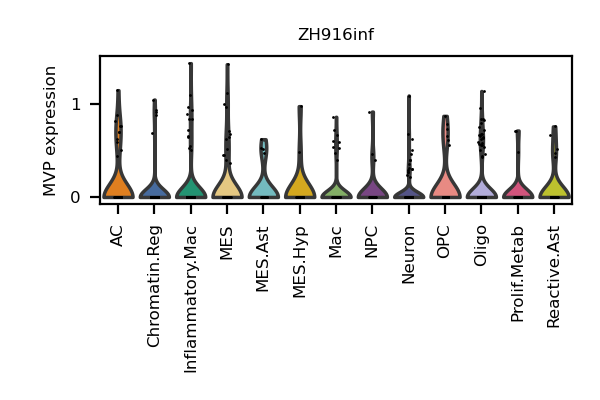 ZH916inf
MVP expression
1
0
AC
Chromatin.Reg
Inflammatory.Mac
MES
MES.Ast
MES.Hyp
Mac
NPC
Neuron
OPC
Oligo
Prolif.Metab
Reactive.Ast